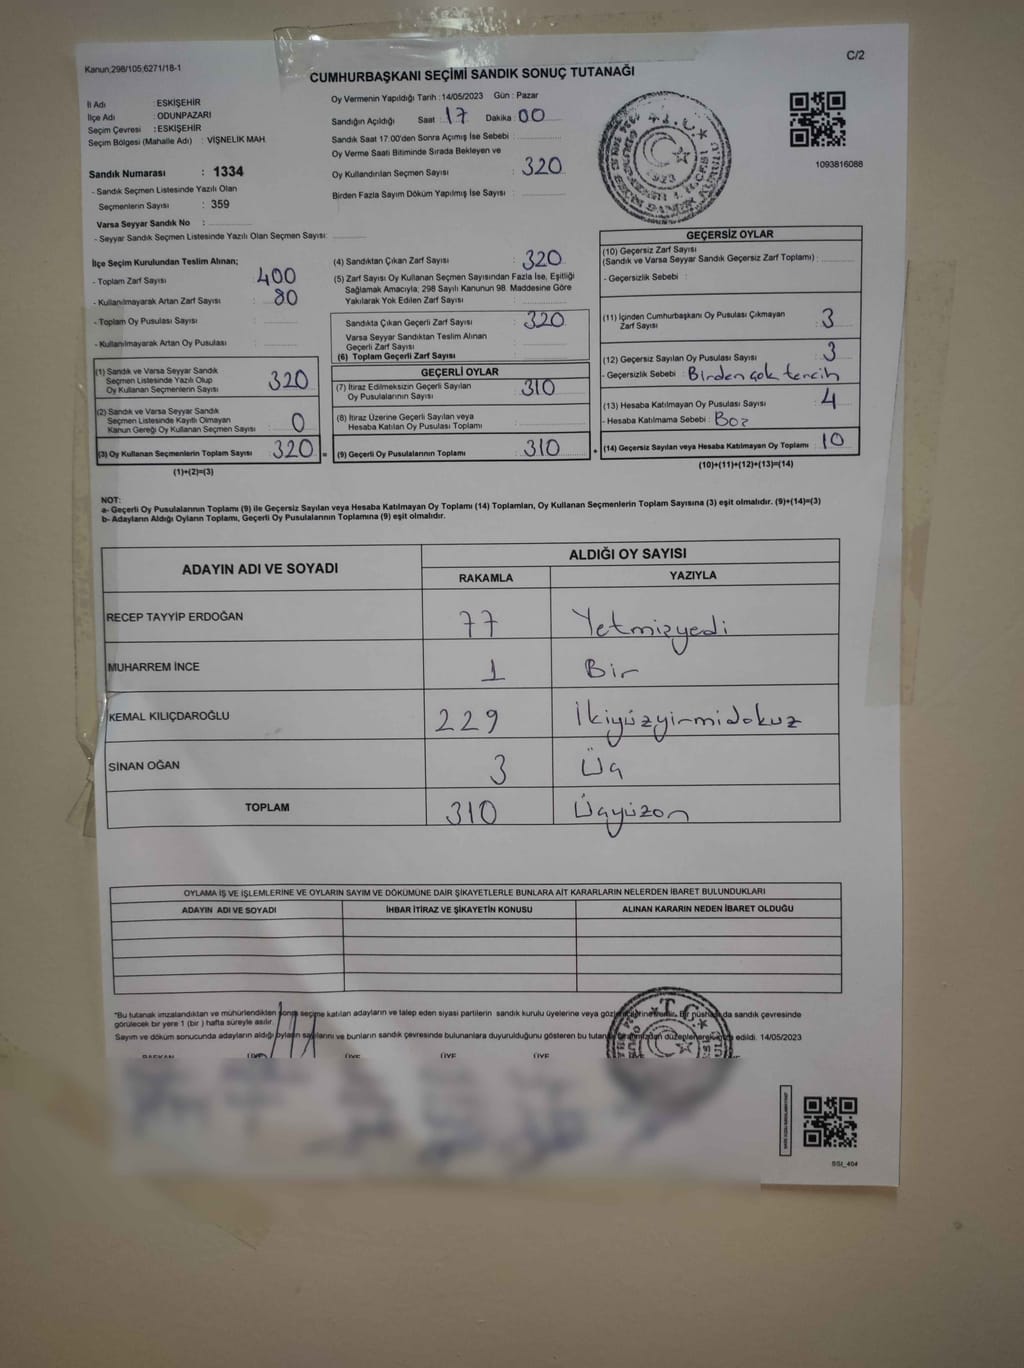 Kanun;298/105;6271/18-1
C/2
CUMHURBAŞKANI SEÇİMİ SANDIK SONUÇ TUTANAĞI
İl Adı : ESKİŞEHİR
İlçe Adı : ODUNPAZARI
Seçim Çevresi : ESKİŞEHİR
Seçim Bölgesi (Mahalle Adı) : VİŞNELİK MAH.
Sandık Numarası : 1334
- Sandık Seçmen Listesinde Yazılı Olan
Seçmenlerin Sayısı : 359
Varsa Seyyar Sandık No :
- Seyyar Sandık Seçmen Listesinde Yazılı Olan Seçmen Sayısı:
Oy Vermenin Yapıldığı Tarih :14/05/2023 Gün : Pazar
Sandığın Açıldığı Saat : 17 Dakika : 00
Sandık Saat 17:00'den Sonra Açımış İse Sebebi :
Oy Verme Saati Bitiminde Sırada Bekleyen ve
Oy Kullandırılan Seçmen Sayısı : 320
Birden Fazla Sayım Döküm Yapılmış İse Sayısı :
1093816088
İlçe Seçim Kurulundan Teslim Alınan;
- Toplam Zarf Sayısı : 400
- Kullanılmayarak Artan Zarf Sayısı : 80
- Toplam Oy Pusulası Sayısı :
- Kullanılmayarak Artan Oy Pusulası :
(1) Sandık ve Varsa Seyyar Sandık
Seçmen Listesinde Yazılı Olup
Oy Kullanan Seçmenlerin Sayısı : 320
(2) Sandık ve Varsa Seyyar Sandık
Seçmen Listesinde Kayıtlı Olmayan
Kanun Gereği Oy Kullanan Seçmen Sayısı : 0
(3) Oy Kullanan Seçmenlerin Toplam Sayısı : 320 =
(1)+(2)=(3)
(4) Sandıktan Çıkan Zarf Sayısı : 320
(5) Zarf Sayısı Oy Kullanan Seçmen Sayısından Fazla İse, Eşitliği
Sağlamak Amacıyla; 298 Sayılı Kanunun 98. Maddesine Göre
Yakılarak Yok Edilen Zarf Sayısı :
Sandıkta Çıkan Geçerli Zarf Sayısı : 320
Varsa Seyyar Sandıktan Teslim Alınan
Geçerli Zarf Sayısı :
(6) Toplam Geçerli Zarf Sayısı :
GEÇERLİ OYLAR
(7) İtiraz Edilmeksizin Geçerli Sayılan
Oy Pusulalarının Sayısı : 310
(8) İtiraz Üzerine Geçerli Sayılan veya
Hesaba Katılan Oy Pusulası Toplamı :
(9) Geçerli Oy Pusulalarının Toplamı : 310 +
GEÇERSİZ OYLAR
(10) Geçersiz Zarf Sayısı
(Sandık ve Varsa Seyyar Sandık Geçersiz Zarf Toplamı) :
- Geçersizlik Sebebi :
(11) İçinden Cumhurbaşkanı Oy Pusulası Çıkmayan
Zarf Sayısı : 3
(12) Geçersiz Sayılan Oy Pusulası Sayısı : 3
- Geçersizlik Sebebi : Birden çok tercih
(13) Hesaba Katılmayan Oy Pusulası Sayısı : 4
- Hesaba Katılmama Sebebi : Boş
(14) Geçersiz Sayılan veya Hesaba Katılmayan Oy Toplamı : 10
(10)+(11)+(12)+(13)=(14)
NOT:
a- Geçerli Oy Pusulalarının Toplamı (9) ile Geçersiz Sayılan veya Hesaba Katılmayan Oy Toplamı (14) Toplamları, Oy Kullanan Seçmenlerin Toplam Sayısına (3) eşit olmalıdır. (9)+(14)=(3)
b- Adayların Aldığı Oyların Toplamı, Geçerli Oy Pusulalarının Toplamına (9) eşit olmalıdır.
ADAYIN ADI VE SOYADI
ALDIĞI OY SAYISI
RAKAMLA YAZIYLA
RECEP TAYYİP ERDOĞAN 77 Yetmişyedi
MUHARREM İNCE 1 Bir
KEMAL KILIÇDAROĞLU 229 İkiyüzyirmidokuz
SİNAN OĞAN 3 Üç
TOPLAM 310 Üçyüzon
OYLAMA İŞ VE İŞLEMLERİNE VE OYLARIN SAYIM VE DÖKÜMÜNE DAİR ŞİKAYETLERLE BUNLARA AİT KARARLARIN NELERDEN İBARET BULUNDUKLARI
ADAYIN ADI VE SOYADI İHBAR İTİRAZ VE ŞİKAYETİN KONUSU ALINAN KARARIN NEDEN İBARET OLDUĞU
"Bu tutanak imzalandıktan ve mühürlendikten sonra seçime katılan adayların ve talep eden siyasi partilerin sandık kurulu üyelerine veya da sandık çevresinde
görülecek bir yere 1 (bir ) hafta süreyle asılır.
Sayım ve döküm sonucunda adayların aldığı oyların sayılarını ve bunların sandık çevresinde bulunanlara duyurulduğunu gösteren bu edildi. 14/05/2023
BAŞKAN ÜYE ÜYE ÜYE ÜYE
SSI_404